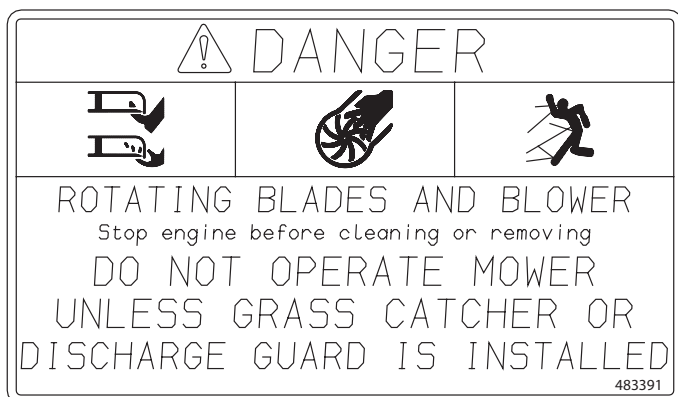 DANGER
ROTATING BLADES AND BLOWER
Stop engine before cleaning or removing
DO NOT OPERATE MOWER
UNLESS GRASS CATCHER OR
DISCHARGE GUARD IS INSTALLED
483391